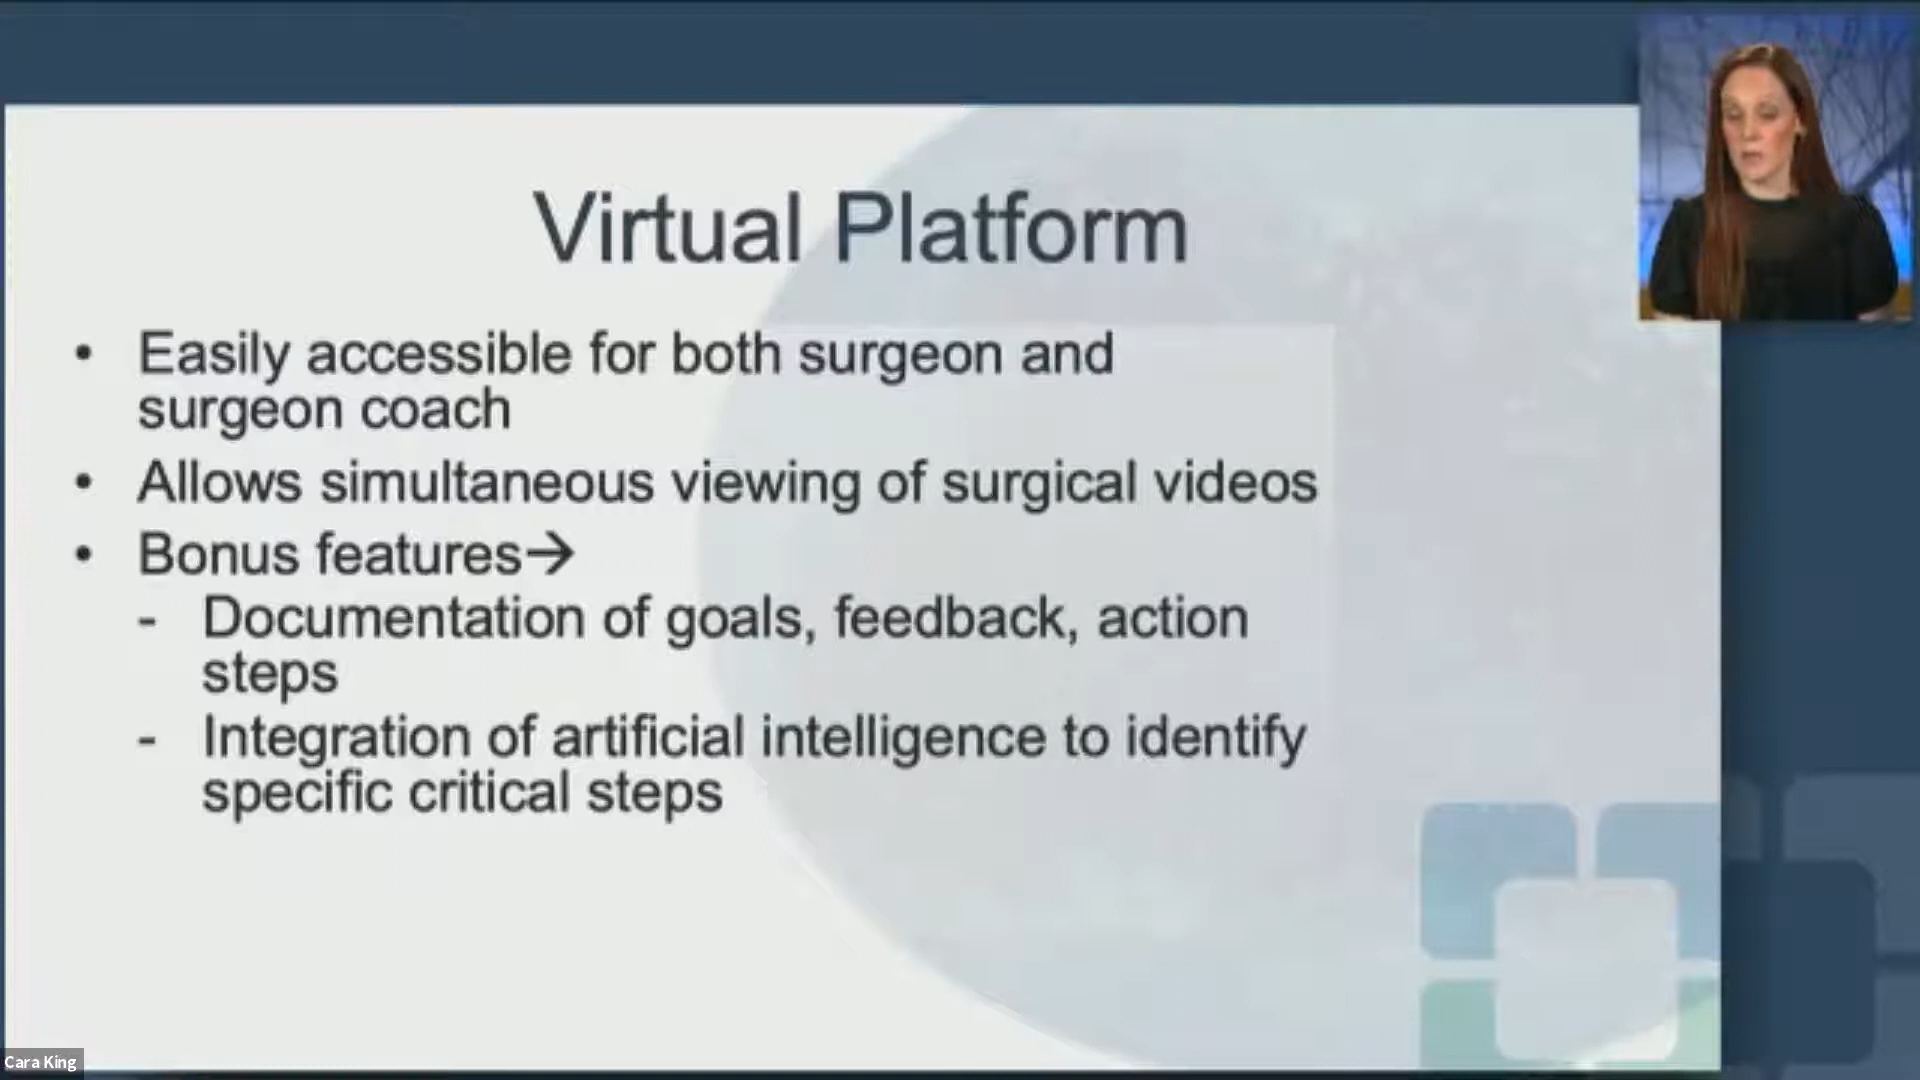 Virtual Platform
• Easily accessible for both surgeon and
surgeon coach
• Allows simultaneous viewing of surgical videos
• Bonus features→
- Documentation of goals, feedback, action
steps
- Integration of artificial intelligence to identify
specific critical steps
Cara King